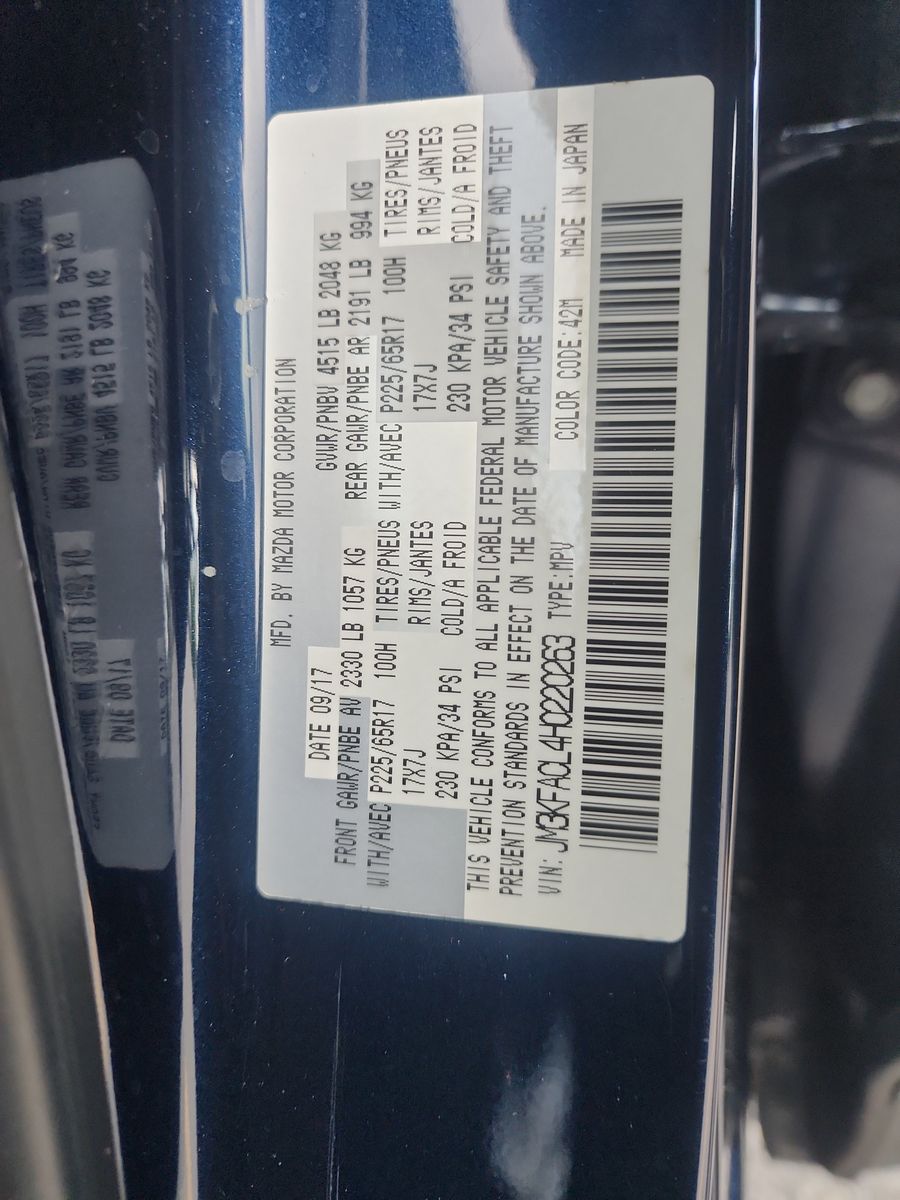 MFD. BY MAZDA MOTOR CORPORATION
DATE 09/17 GVWR/PNBV 4515 LB 2048 KG
FRONT GAWR/PNBE AV 2330 LB 1057 KG REAR GAWR/PNBE AR 2191 LB 994 KG
WITH/AVEC P225/65R17 100H TIRES/PNEUS WITH/AVEC P225/65R17 100H TIRES/PNEUS
17X7J RIMS/JANTES 17X7J RIMS/JANTES
230 KPA/34 PSI COLD/A FROID 230 KPA/34 PSI COLD/A FROID
THIS VEHICLE CONFORMS TO ALL APPLICABLE FEDERAL MOTOR VEHICLE SAFETY AND THEFT
PREVENTION STANDARDS IN EFFECT ON THE DATE OF MANUFACTURE SHOWN ABOVE.
VIN: JM3KFACL4H0220263 TYPE:MPV COLOR CODE:42M MADE IN JAPAN